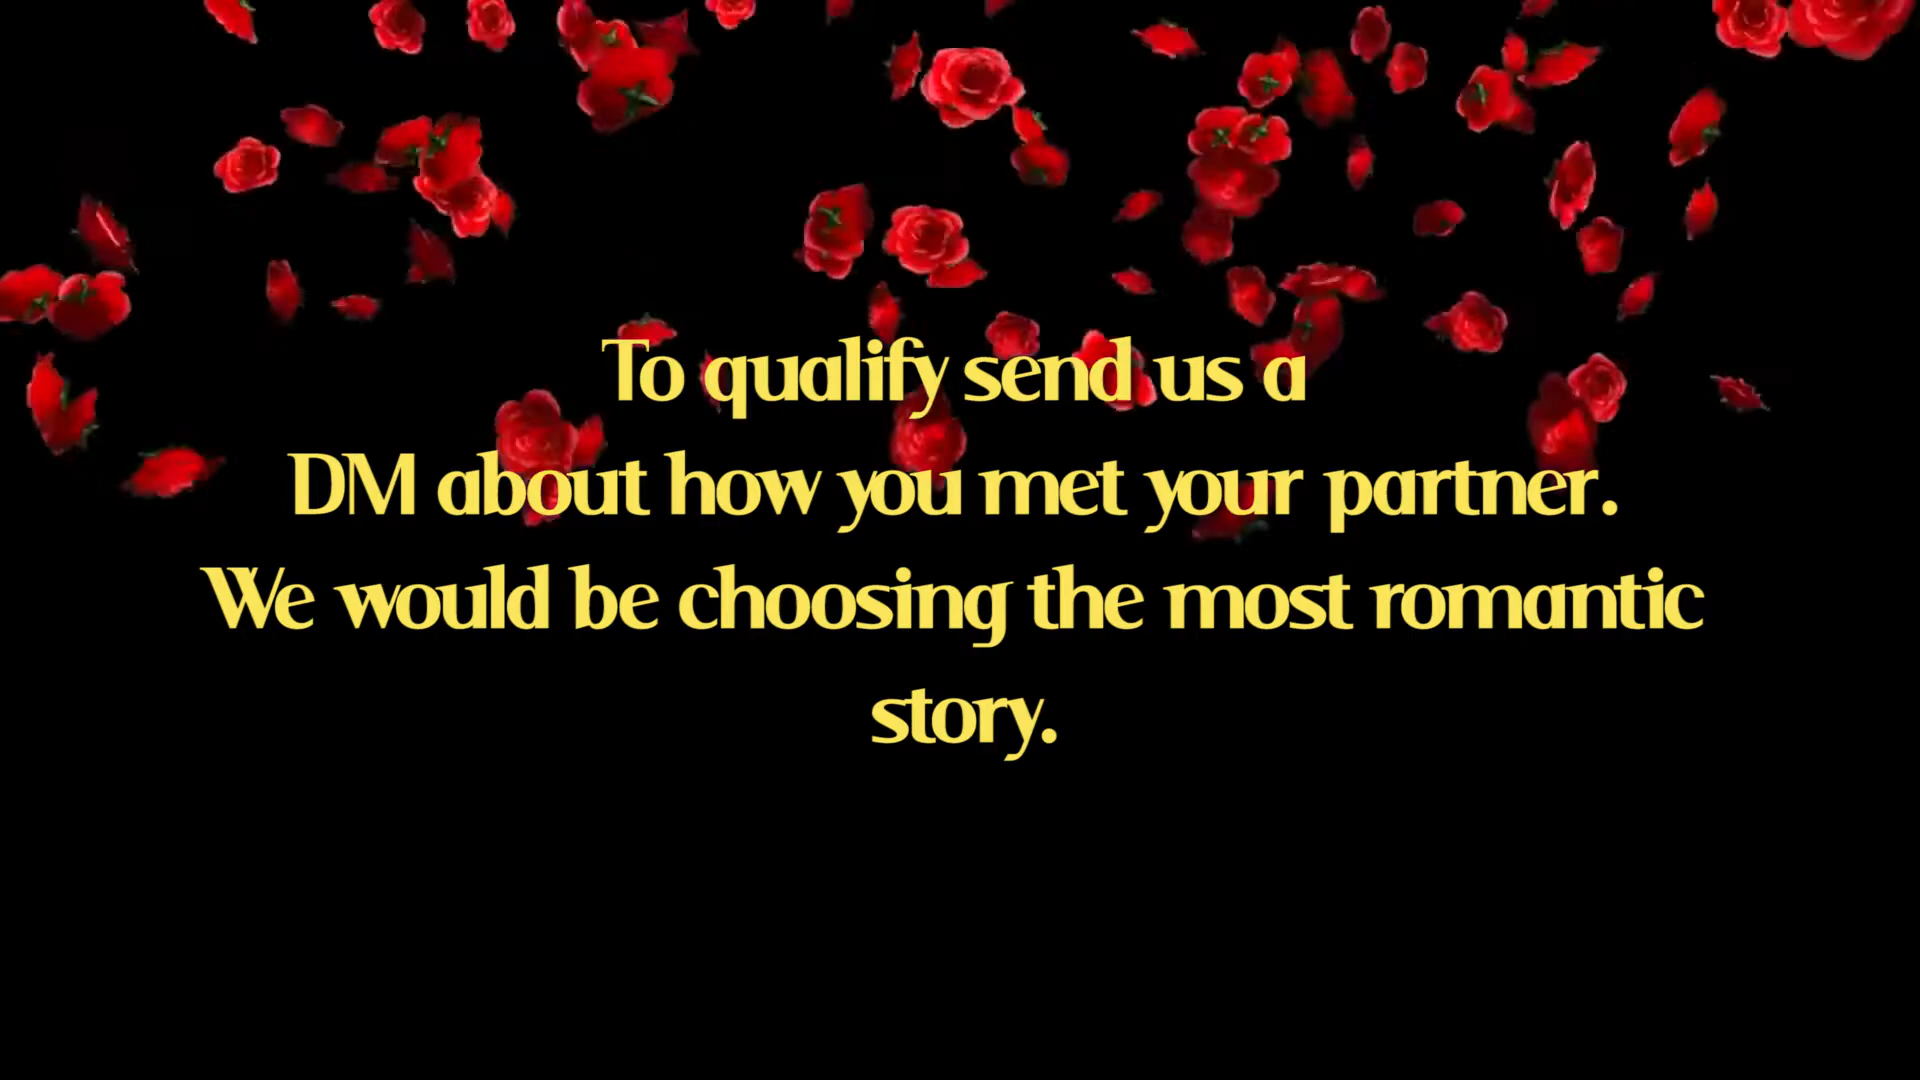 To qualify send us a
DM about how you met your partner.
We would be choosing the most romantic
story.